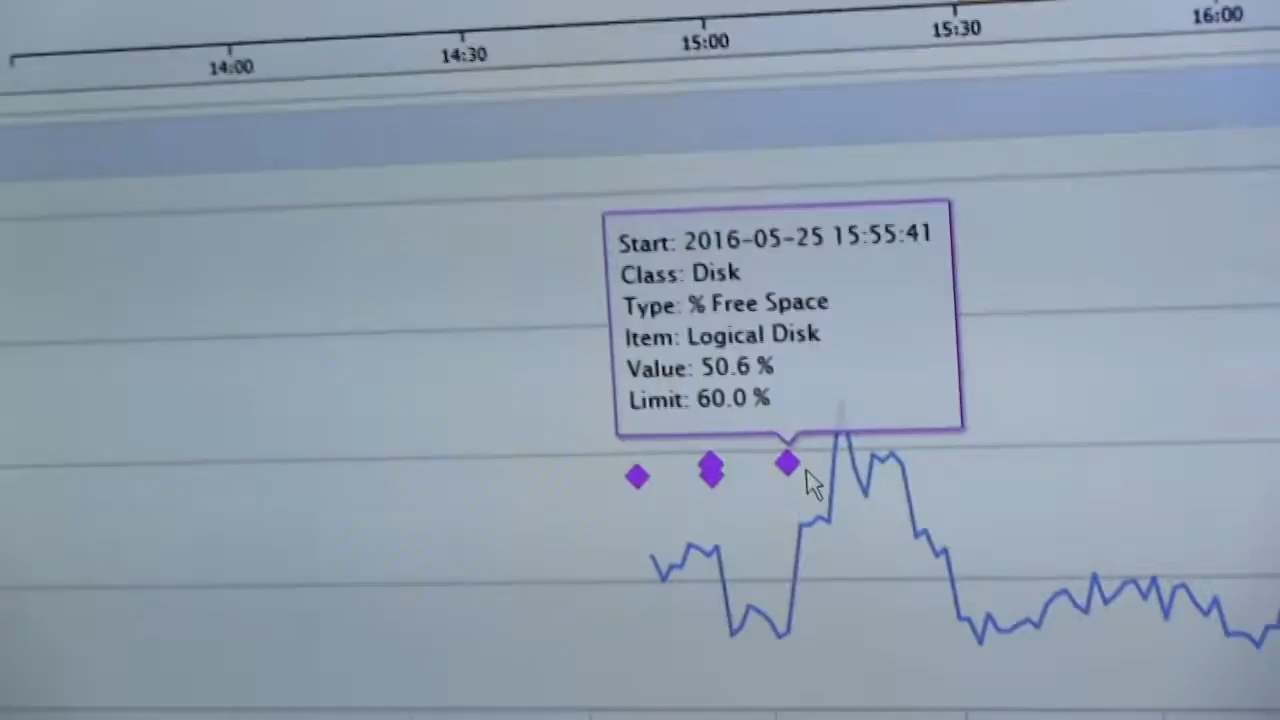 14:00
14:30
15:00
15:30
16:00
Start: 2016-05-25 15:55:41
Class: Disk
Type: % Free Space
Item: Logical Disk
Value: 50.6 %
Limit: 60.0 %